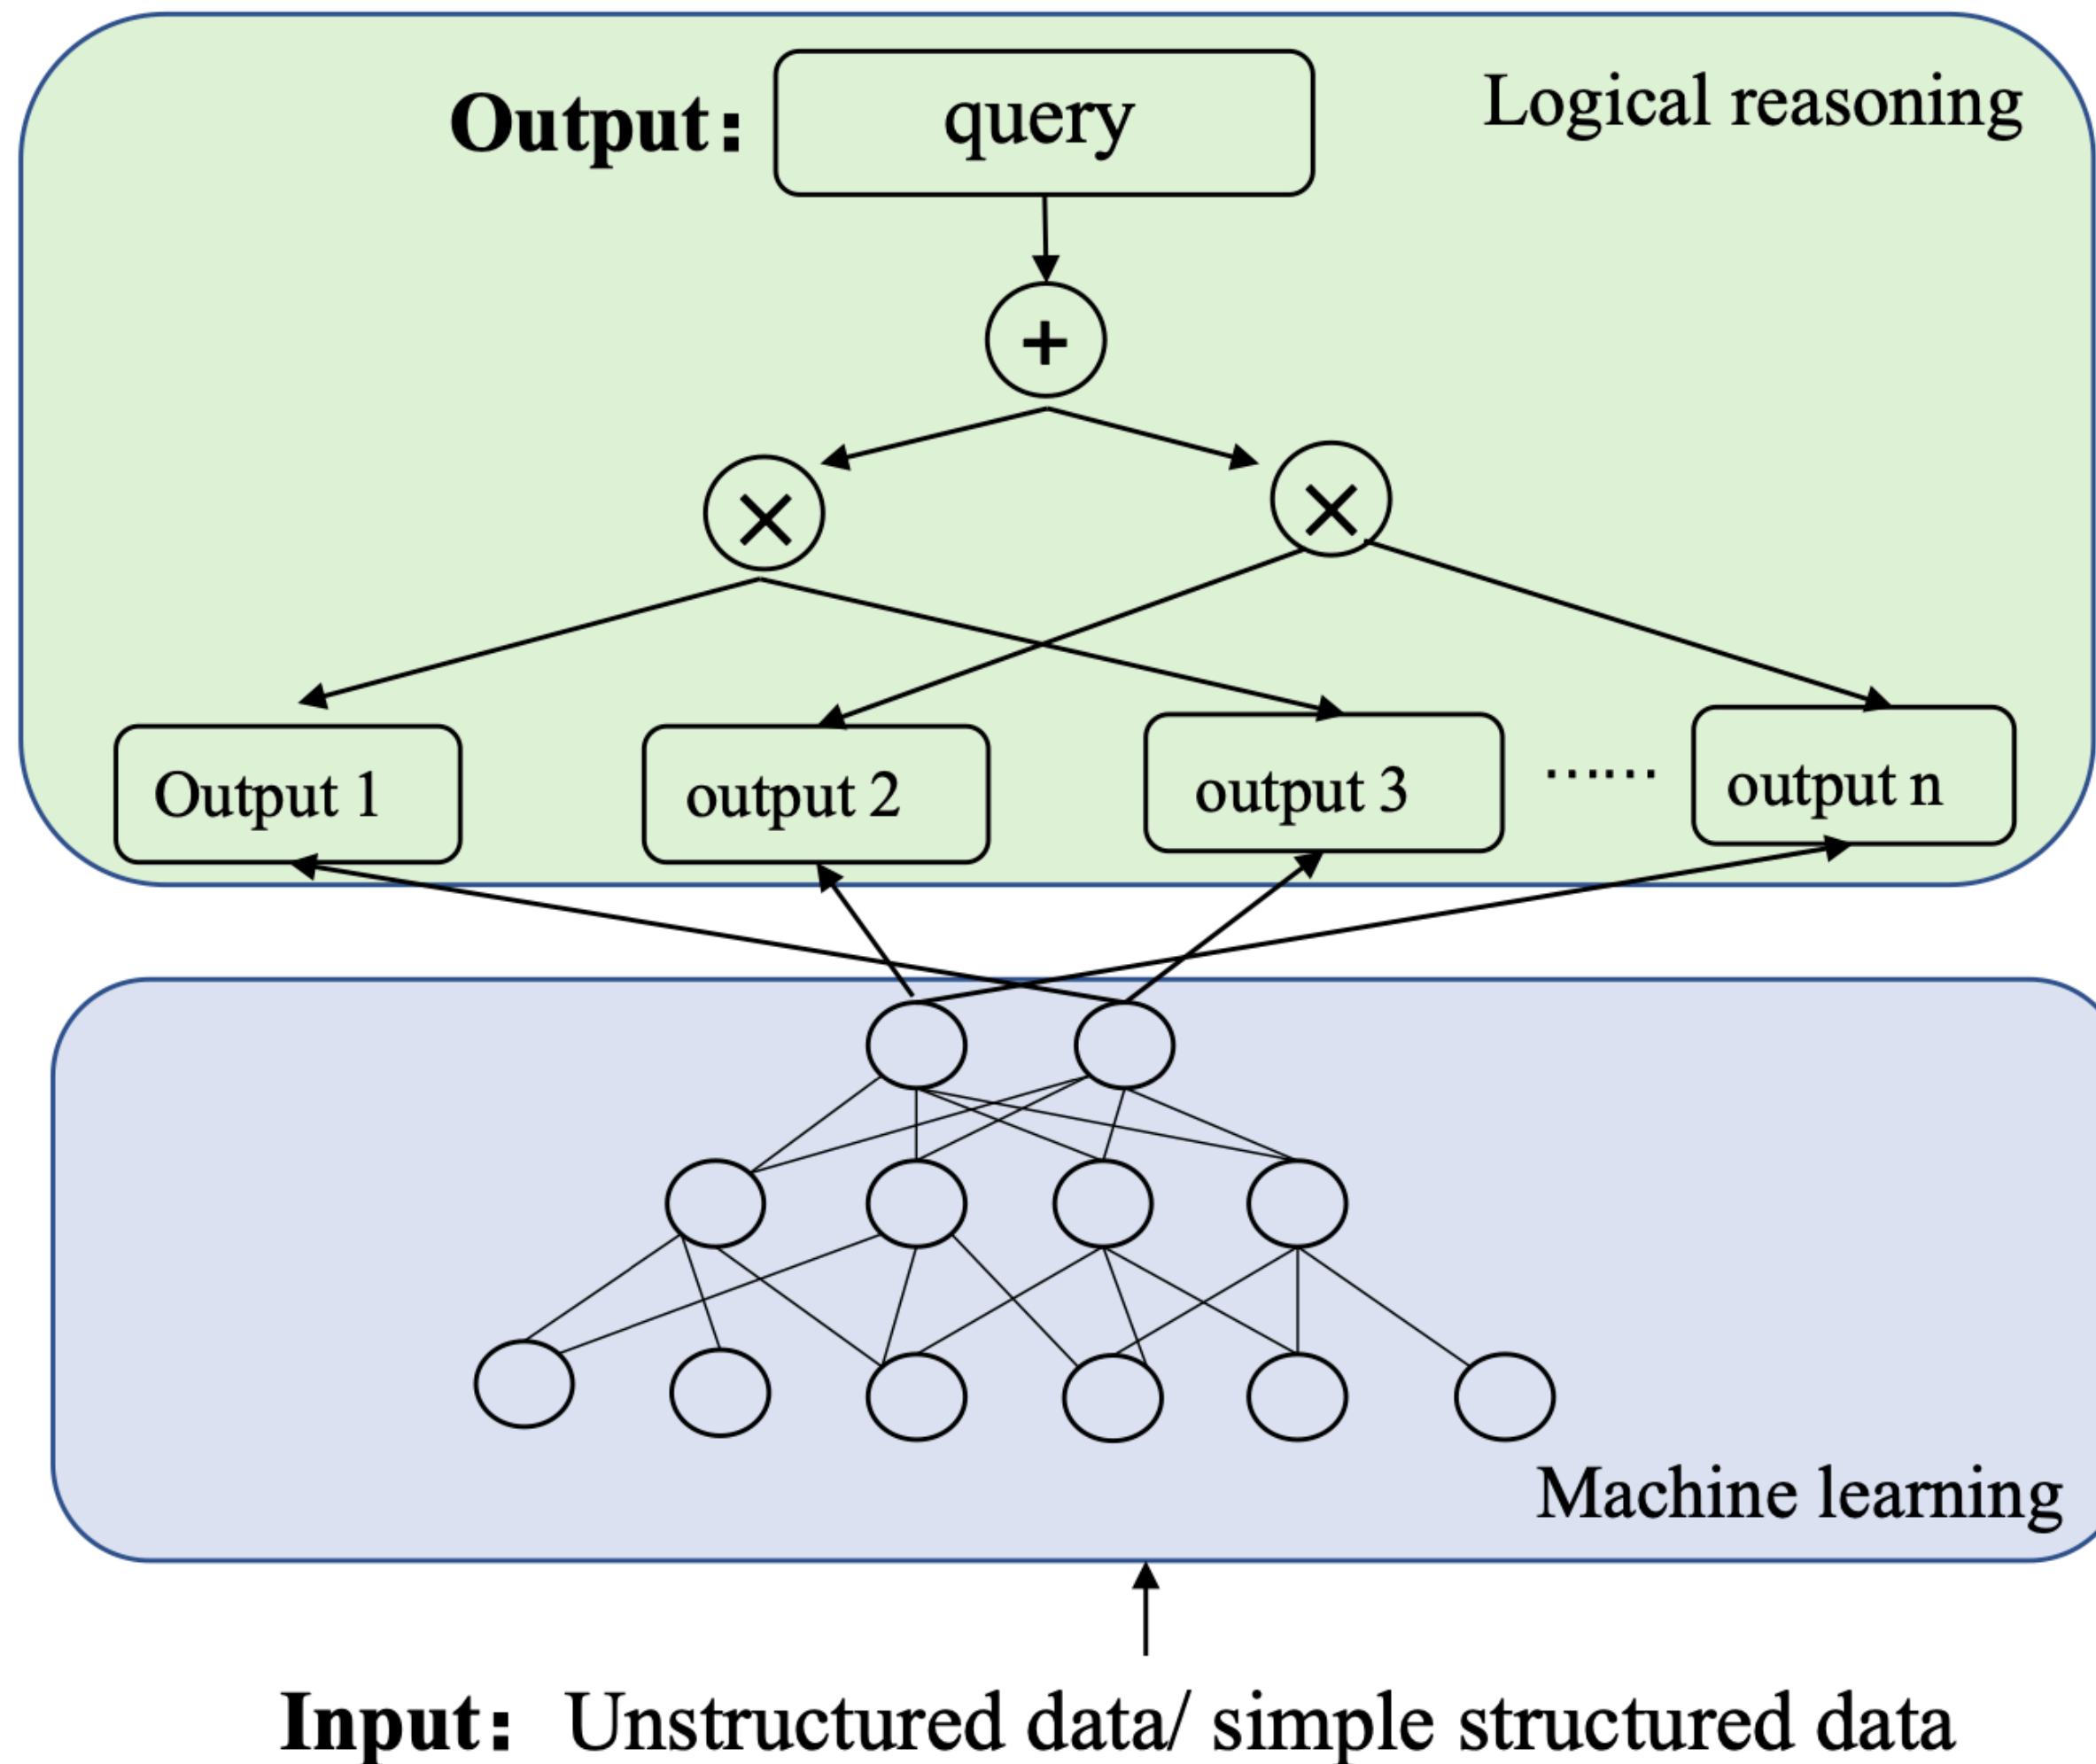 Output: query
Logical reasoning
+
× ×
Output 1 output 2 output 3 ...... output n
Machine learning
Input: Unstructured data/ simple structured data